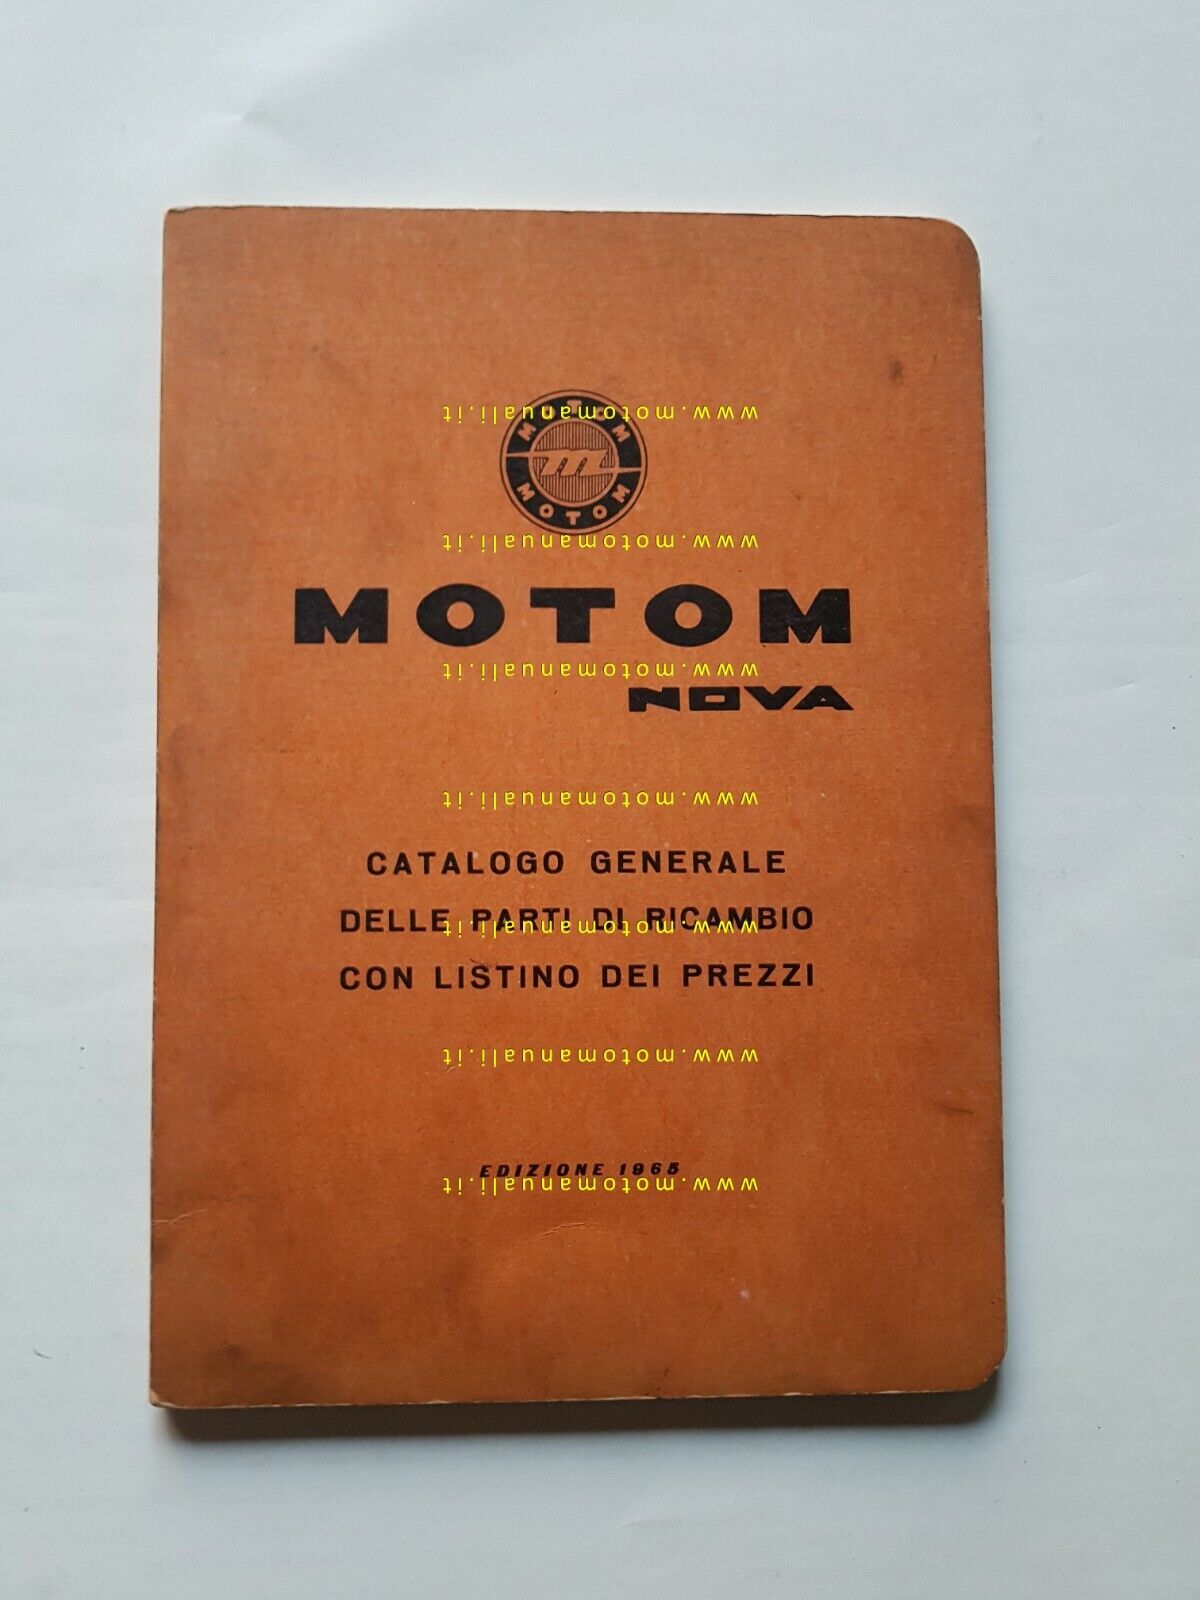 MOTOM
m
MOTOM
www.motomanuali.it
www.motomanuali.it
MOTOM
www.motomanuali.it
NOVA
www.motomanuali.it
CATALOGO GENERALE
DELLE PARTI DI RICAMBIO
www.motomanuali.it
CON LISTINO DEI PREZZI
www.motomanuali.it
EDIZIONE 1965
www.motomanuali.it